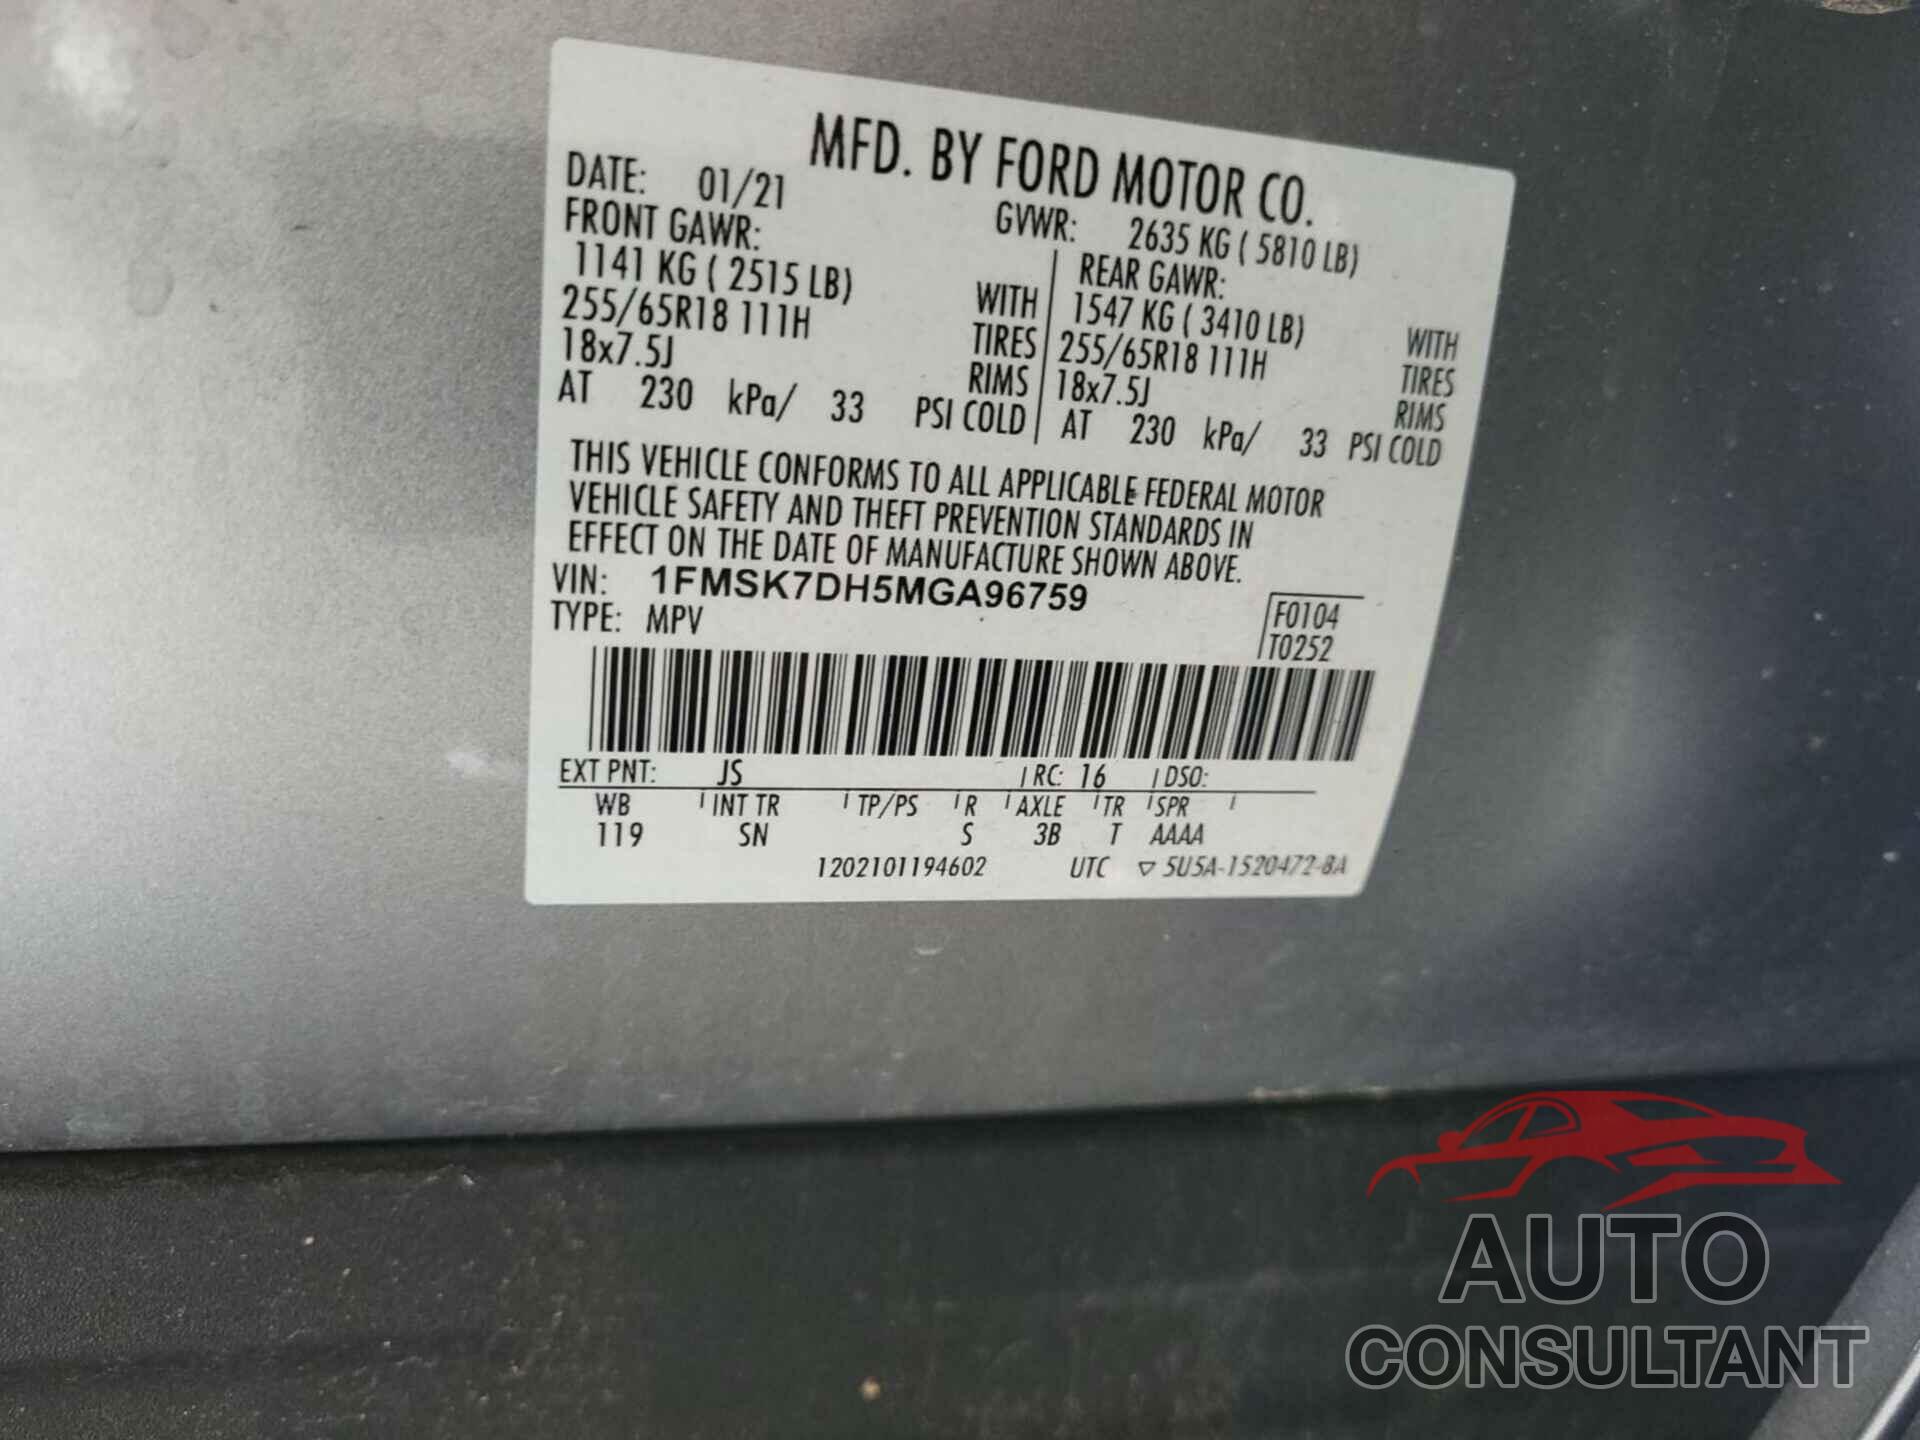 MFD. BY FORD MOTOR CO.
DATE: 01/21 GVWR: 2635 KG ( 5810 LB)
FRONT GAWR: REAR GAWR:
1141 KG ( 2515 LB) WITH 1547 KG ( 3410 LB) WITH
255/65R18 111H TIRES 255/65R18 111H TIRES
18x7.5J RIMS 18x7.5J RIMS
AT 230 kPa/ 33 PSI COLD AT 230 kPa/ 33 PSI COLD
THIS VEHICLE CONFORMS TO ALL APPLICABLE FEDERAL MOTOR
VEHICLE SAFETY AND THEFT PREVENTION STANDARDS IN
EFFECT ON THE DATE OF MANUFACTURE SHOWN ABOVE.
VIN: 1FMSK7DH5MGA96759
TYPE: MPV
F0104
T0252
EXT PNT: JS RC: 16 DSO:
WB INT TR TP/PS R AXLE TR SPR
119 SN S 3B T AAAA
1202101194602 UTC ▽ 5U5A-1520472-BA
AUTO
CONSULTANT